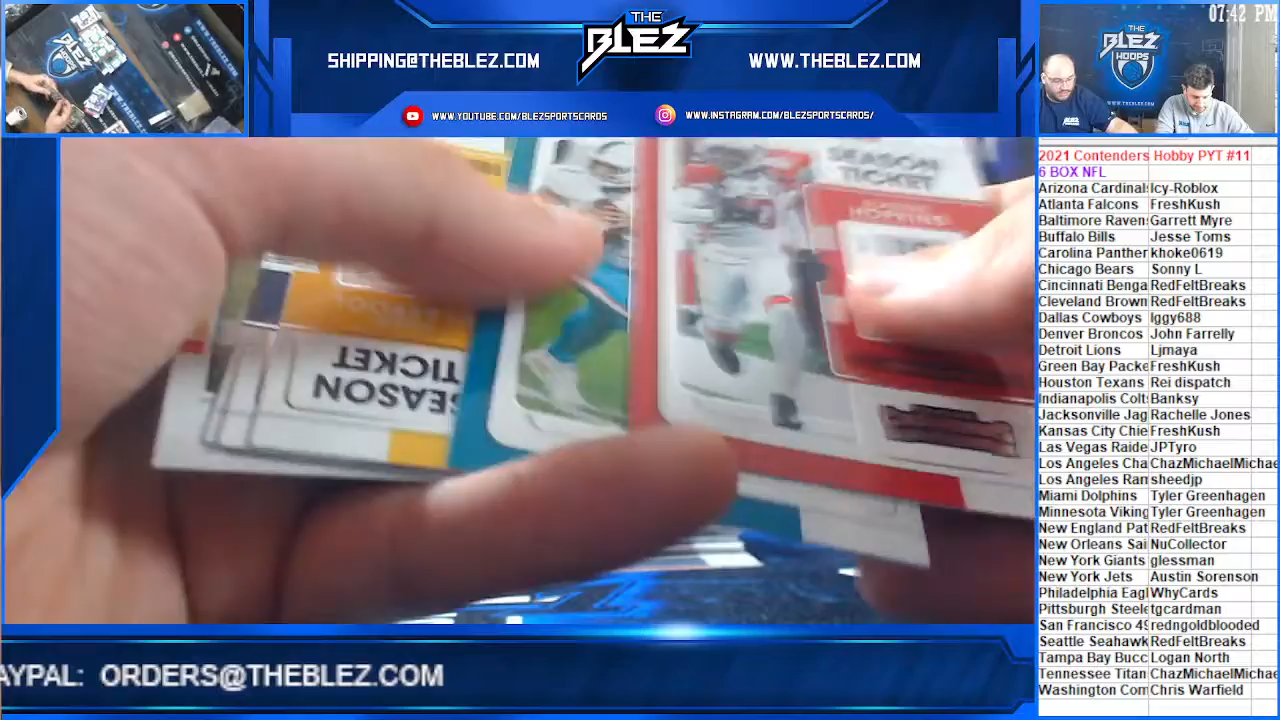 07:42 PM
THE
BLEZ
SHIPPING@THEBLEZ.COM
WWW.THEBLEZ.COM
THE
BLEZ
HOOPS
WWW.YOUTUBE.COM/BLEZSPORTSCARDS
WWW.INSTAGRAM.COM/BLEZSPORTSCARDS/
SEASON
TICKET
HOPKINS
SEASON
TICKET
2021 Contenders Hobby PYT #11
6 BOX NFL
Arizona Cardinal Icy-Roblox
Atlanta Falcons FreshKush
Baltimore Raven Garrett Myre
Buffalo Bills Jesse Toms
Carolina Panther khoke0619
Chicago Bears Sonny L
Cincinnati Benga RedFeltBreaks
Cleveland Brown RedFeltBreaks
Dallas Cowboys Iggy688
Denver Broncos John Farrelly
Detroit Lions Ljmaya
Green Bay Packe FreshKush
Houston Texans Rei dispatch
Indianapolis Colt Banksy
Jacksonville Jag Rachelle Jones
Kansas City Chie FreshKush
Las Vegas Raide JPTyro
Los Angeles Cha ChazMichaelMichae
Los Angeles Ram sheedjp
Miami Dolphins Tyler Greenhagen
Minnesota Viking Tyler Greenhagen
New England Pat RedFeltBreaks
New Orleans Sai NuCollector
New York Giants glessman
New York Jets Austin Sorenson
Philadelphia Eagl WhyCards
Pittsburgh Steele tgcardman
San Francisco 49 redngoldblooded
Seattle Seahawk RedFeltBreaks
Tampa Bay Bucc Logan North
Tennessee Titan ChazMichaelMichae
Washington Com Chris Warfield
AYPAL: ORDERS@THEBLEZ.COM